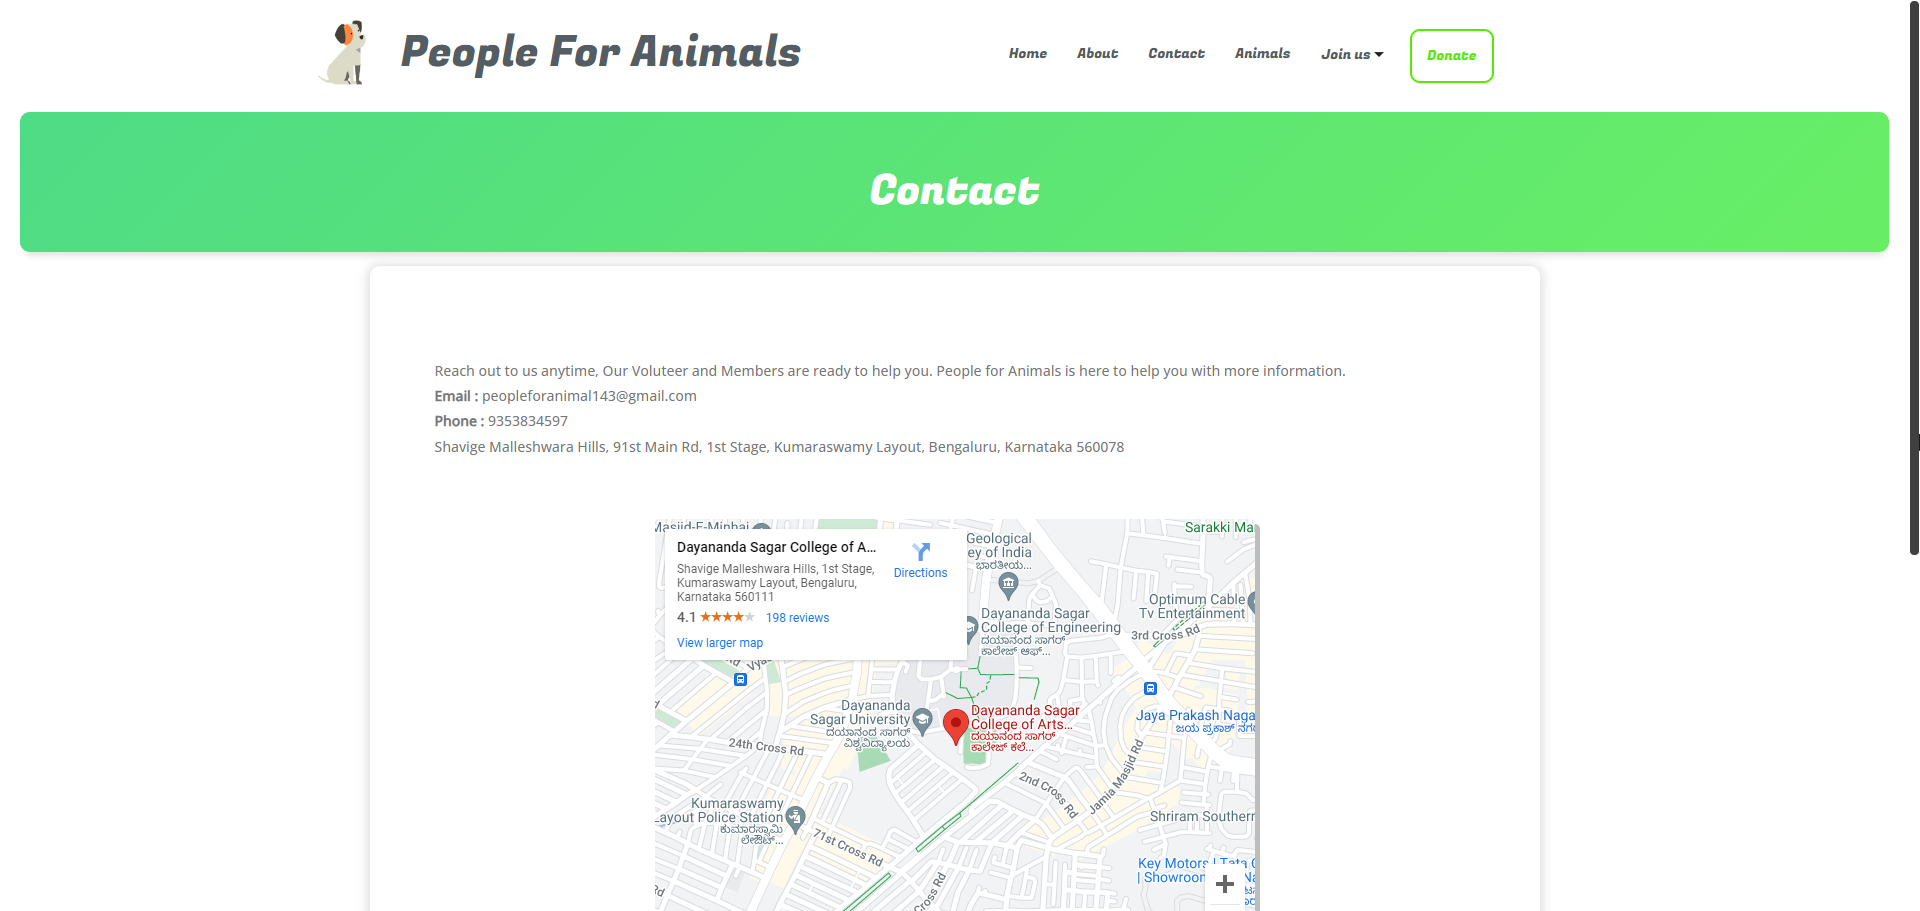 People For Animals
Home About Contact Animals Join us Donate
Contact
Reach out to us anytime, Our Voluteer and Members are ready to help you. People for Animals is here to help you with more information.
Email : peopleforanimal143@gmail.com
Phone : 9353834597
Shavige Malleshwara Hills, 91st Main Rd, 1st Stage, Kumaraswamy Layout, Bengaluru, Karnataka 560078
Masjid-E-Minhaj
Sarakki Ma
Dayananda Sagar College of A...
Directions
Shavige Malleshwara Hills, 1st Stage,
Kumaraswamy Layout, Bengaluru,
Karnataka 560111
4.1 198 reviews
View larger map
Geological
ey of India
ಭಾರತೀಯ...
Optimum Cable
Tv Entertainment
Dayananda Sagar
College of Engineering
ದಯಾನಂದ ಸಾಗರ್
ಕಾಲೇಜ್ ಆಫ್...
3rd Cross Rd
Dayananda
Sagar University
ದಯಾನಂದ ಸಾಗರ್
ವಿಶ್ವವಿದ್ಯಾಲಯ
Dayananda Sagar
College of Arts...
ದಯಾನಂದ ಸಾಗರ್
ಕಾಲೇಜ್ ಕಲೆ...
Jaya Prakash Naga
ಜಯ ಪ್ರಕಾಶ್ ನಗ
24th Cross Rd
2nd Cross Rd
Jamia Masjid Rd
Kumaraswamy
Layout Police Station
ಕುಮಾರಸ್ವಾಮಿ
ಲೇಔಟ್...
Shriram Southern
71st Cross Rd
Key Motors | Tata
| Showroom
Cross Rd